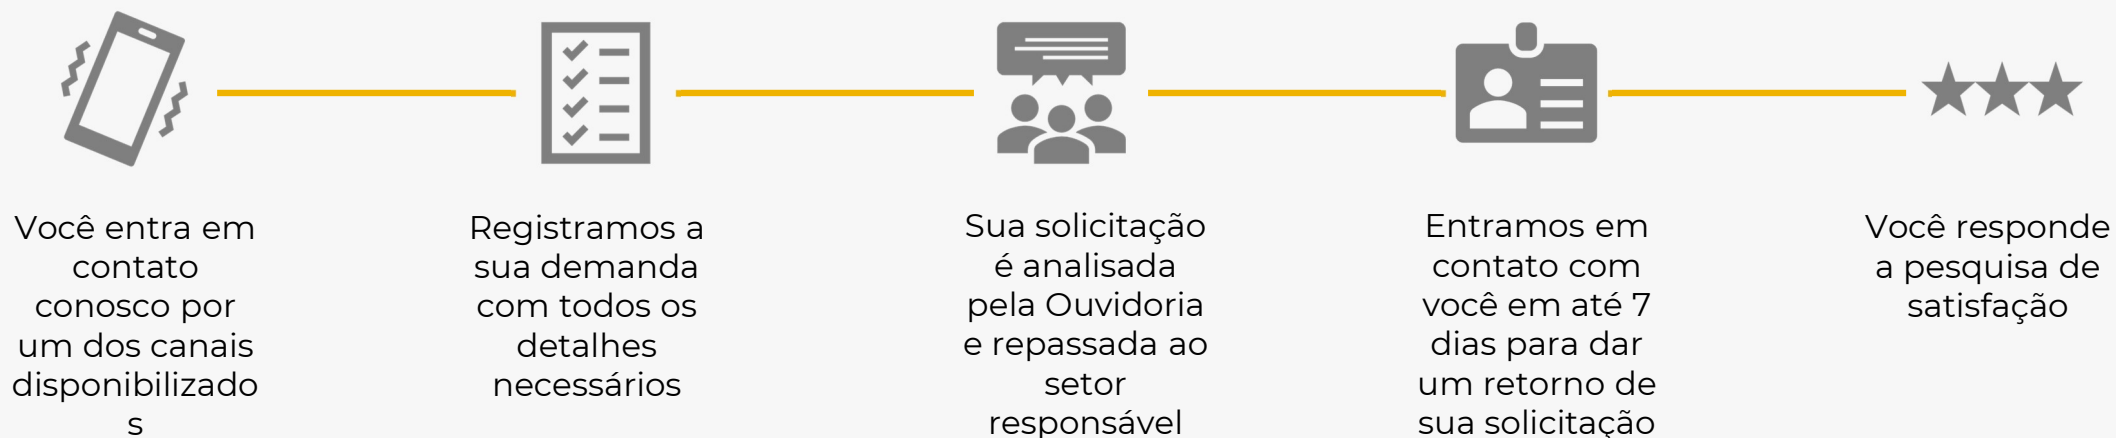 Você entra em
contato
conosco por
um dos canais
disponibilizado
s
Registramos a
sua demanda
com todos os
detalhes
necessários
Sua solicitação
é analisada
pela Ouvidoria
e repassada ao
setor
responsável
Entramos em
contato com
você em até 7
dias para dar
um retorno de
sua solicitação
Você responde
a pesquisa de
satisfação